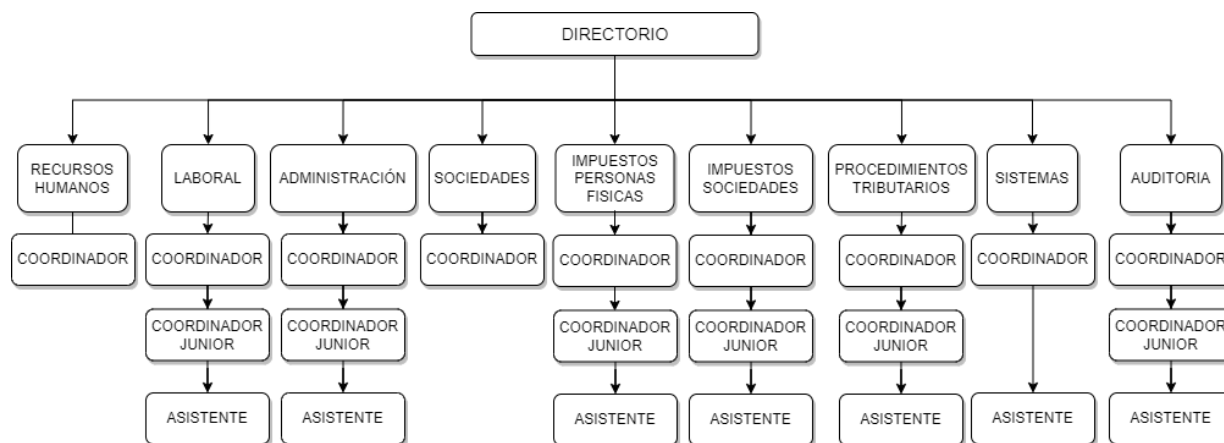 DIRECTORIO
RECURSOS
HUMANOS
LABORAL
ADMINISTRACIÓN
SOCIEDADES
IMPUESTOS
PERSONAS
FISICAS
IMPUESTOS
SOCIEDADES
PROCEDIMIENTOS
TRIBUTARIOS
SISTEMAS
AUDITORIA
COORDINADOR
COORDINADOR
COORDINADOR
COORDINADOR
COORDINADOR
COORDINADOR
COORDINADOR
COORDINADOR
COORDINADOR
COORDINADOR
JUNIOR
COORDINADOR
JUNIOR
COORDINADOR
JUNIOR
COORDINADOR
JUNIOR
COORDINADOR
JUNIOR
COORDINADOR
JUNIOR
ASISTENTE
ASISTENTE
ASISTENTE
ASISTENTE
ASISTENTE
ASISTENTE
ASISTENTE